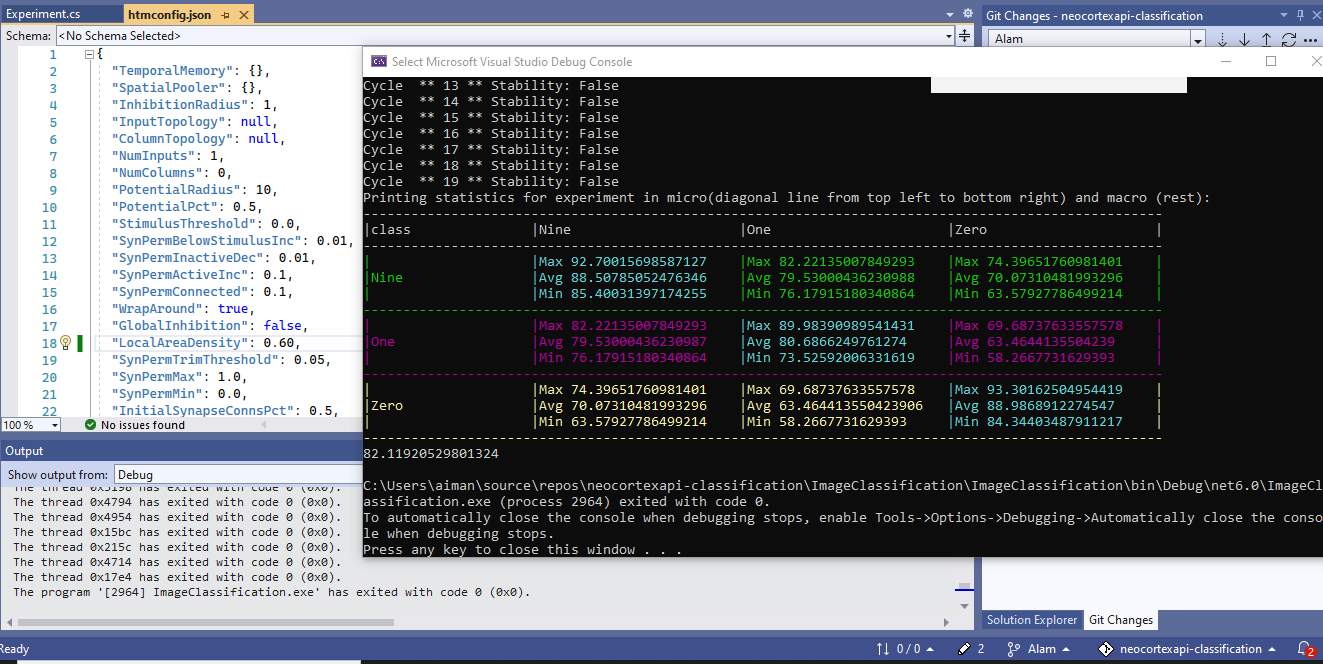 Experiment.cs
htmconfig.json
Git Changes - neocortexapi-classification
Schema: <No Schema Selected>
Alam
1 {
2 "TemporalMemory": {},
3 "SpatialPooler": {},
4 "InhibitionRadius": 1,
5 "InputTopology": null,
6 "ColumnTopology": null,
7 "NumInputs": 1,
8 "NumColumns": 0,
9 "PotentialRadius": 10,
10 "PotentialPct": 0.5,
11 "StimulusThreshold": 0.0,
12 "SynPermBelowStimulusInc": 0.01,
13 "SynPermInactiveDec": 0.01,
14 "SynPermActiveInc": 0.1,
15 "SynPermConnected": 0.1,
16 "WrapAround": true,
17 "GlobalInhibition": false,
18 "LocalAreaDensity": 0.60,
19 "SynPermTrimThreshold": 0.05,
20 "SynPermMax": 1.0,
21 "SynPermMin": 0.0,
22 "InitialSynapseConnsPct": 0.5,
100 %
No issues found
Select Microsoft Visual Studio Debug Console
Cycle ** 13 ** Stability: False
Cycle ** 14 ** Stability: False
Cycle ** 15 ** Stability: False
Cycle ** 16 ** Stability: False
Cycle ** 17 ** Stability: False
Cycle ** 18 ** Stability: False
Cycle ** 19 ** Stability: False
Printing statistics for experiment in micro(diagonal line from top left to bottom right) and macro (rest):
|class |Nine |One |Zero |
| |Max 92.70015698587127 |Max 82.22135007849293 |Max 74.39651760981401 |
|Nine |Avg 88.50785052476346 |Avg 79.53000436230988 |Avg 70.07310481993296 |
| |Min 85.40031397174255 |Min 76.17915180340864 |Min 63.57927786499214 |
| |Max 82.22135007849293 |Max 89.98390989541431 |Max 69.68737633557578 |
|One |Avg 79.53000436230987 |Avg 80.6866249761274 |Avg 63.4644135504239 |
| |Min 76.17915180340864 |Min 73.52592006331619 |Min 58.2667731629393 |
| |Max 74.39651760981401 |Max 69.68737633557578 |Max 93.30162504954419 |
|Zero |Avg 70.07310481993296 |Avg 63.464413550423906 |Avg 88.9868912274547 |
| |Min 63.57927786499214 |Min 58.2667731629393 |Min 84.34403487911217 |
82.11920529801324
C:\Users\aiman\source\repos\neocortexapi-classification\ImageClassification\ImageClassification\bin\Debug\net6.0\ImageCl
assification.exe (process 2964) exited with code 0.
To automatically close the console when debugging stops, enable Tools->Options->Debugging->Automatically close the conso
le when debugging stops.
Press any key to close this window . . .
Output
Show output from: Debug
The thread 0x5198 has exited with code 0 (0x0).
The thread 0x4794 has exited with code 0 (0x0).
The thread 0x4954 has exited with code 0 (0x0).
The thread 0x15bc has exited with code 0 (0x0).
The thread 0x215c has exited with code 0 (0x0).
The thread 0x4714 has exited with code 0 (0x0).
The thread 0x17e4 has exited with code 0 (0x0).
The program '[2964] ImageClassification.exe' has exited with code 0 (0x0).
Solution Explorer Git Changes
Ready
0 / 0
2
Alam
neocortexapi-classification
2